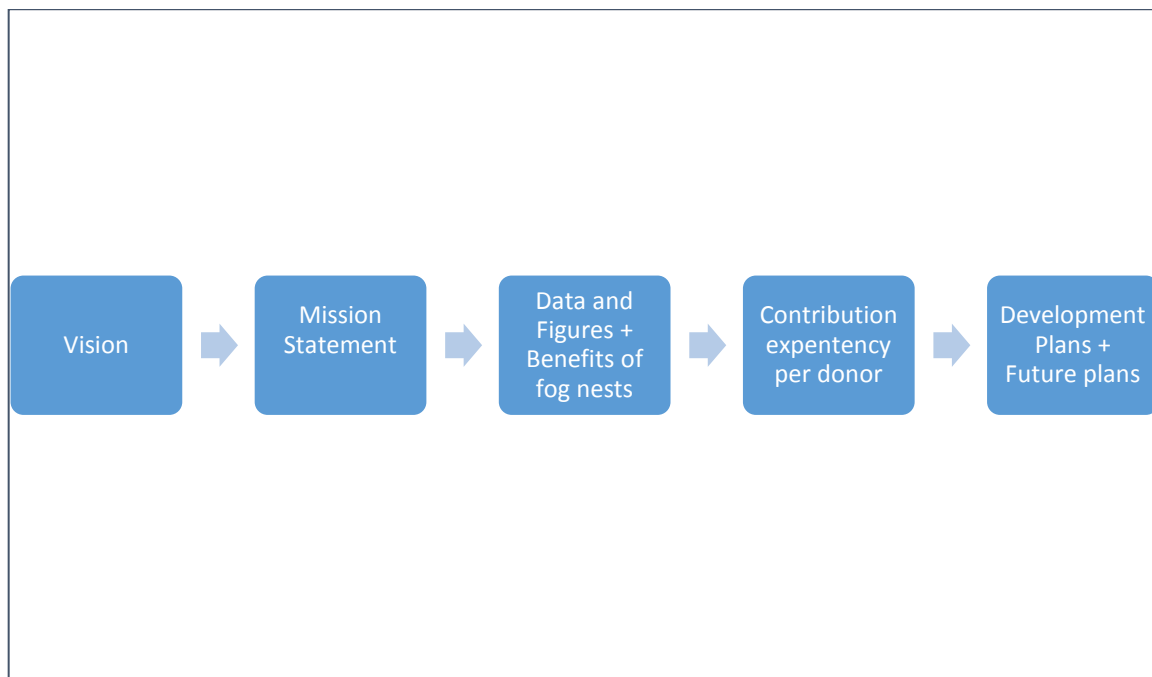 Vision
Mission
Statement
Data and
Figures +
Benefits of
fog nests
Contribution
expentency
per donor
Development
Plans +
Future plans